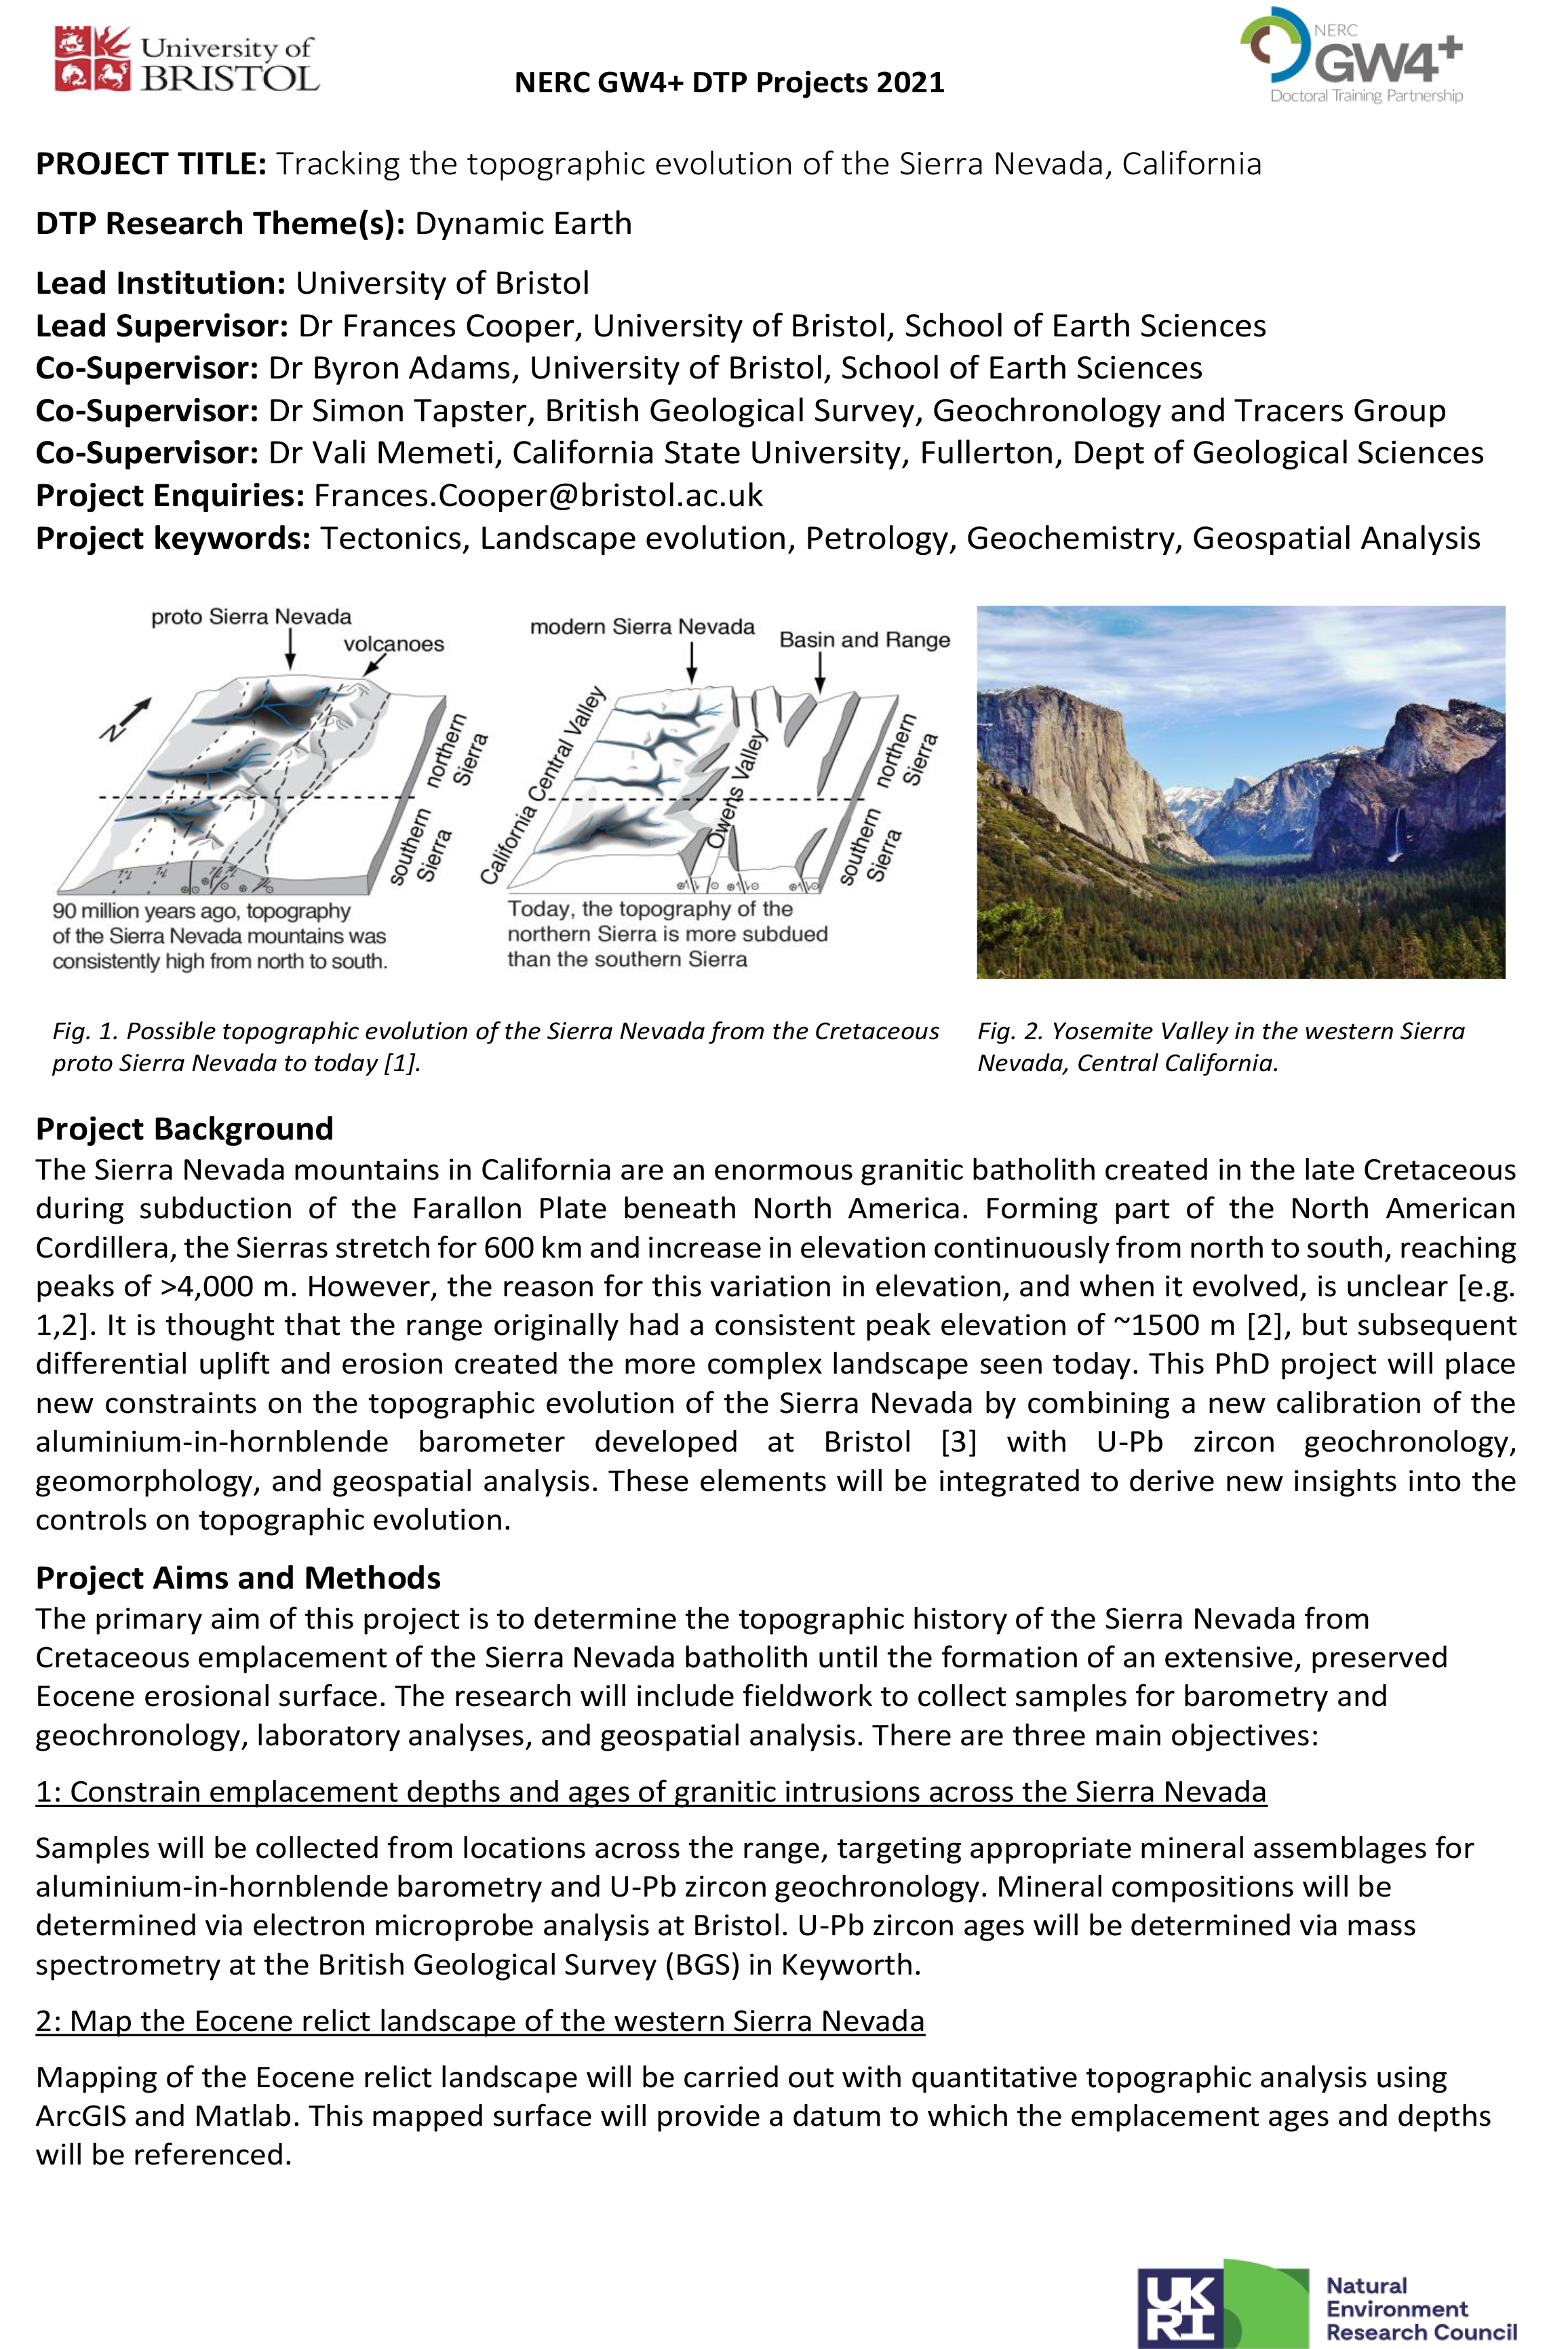 University of
BRISTOL
NERC GW4+ DTP Projects 2021
NERC
GW4+
Doctoral Training Partnership
PROJECT TITLE: Tracking the topographic evolution of the Sierra Nevada, California
DTP Research Theme(s): Dynamic Earth
Lead Institution: University of Bristol
Lead Supervisor: Dr Frances Cooper, University of Bristol, School of Earth Sciences
Co-Supervisor: Dr Byron Adams, University of Bristol, School of Earth Sciences
Co-Supervisor: Dr Simon Tapster, British Geological Survey, Geochronology and Tracers Group
Co-Supervisor: Dr Vali Memeti, California State University, Fullerton, Dept of Geological Sciences
Project Enquiries: Frances.Cooper@bristol.ac.uk
Project keywords: Tectonics, Landscape evolution, Petrology, Geochemistry, Geospatial Analysis
proto Sierra Nevada
volcanoes
N
northern
Sierra
southern
Sierra
90 million years ago, topography
of the Sierra Nevada mountains was
consistently high from north to south.
modern Sierra Nevada
Basin and Range
California Central Valley
Owens Valley
northern
Sierra
southern
Sierra
Today, the topography of the
northern Sierra is more subdued
than the southern Sierra
Fig. 1. Possible topographic evolution of the Sierra Nevada from the Cretaceous
proto Sierra Nevada to today [1].
Fig. 2. Yosemite Valley in the western Sierra
Nevada, Central California.
Project Background
The Sierra Nevada mountains in California are an enormous granitic batholith created in the late Cretaceous
during subduction of the Farallon Plate beneath North America. Forming part of the North American
Cordillera, the Sierras stretch for 600 km and increase in elevation continuously from north to south, reaching
peaks of >4,000 m. However, the reason for this variation in elevation, and when it evolved, is unclear [e.g.
1,2]. It is thought that the range originally had a consistent peak elevation of ~1500 m [2], but subsequent
differential uplift and erosion created the more complex landscape seen today. This PhD project will place
new constraints on the topographic evolution of the Sierra Nevada by combining a new calibration of the
aluminium-in-hornblende barometer developed at Bristol [3] with U-Pb zircon geochronology,
geomorphology, and geospatial analysis. These elements will be integrated to derive new insights into the
controls on topographic evolution.
Project Aims and Methods
The primary aim of this project is to determine the topographic history of the Sierra Nevada from
Cretaceous emplacement of the Sierra Nevada batholith until the formation of an extensive, preserved
Eocene erosional surface. The research will include fieldwork to collect samples for barometry and
geochronology, laboratory analyses, and geospatial analysis. There are three main objectives:
1: Constrain emplacement depths and ages of granitic intrusions across the Sierra Nevada
Samples will be collected from locations across the range, targeting appropriate mineral assemblages for
aluminium-in-hornblende barometry and U-Pb zircon geochronology. Mineral compositions will be
determined via electron microprobe analysis at Bristol. U-Pb zircon ages will be determined via mass
spectrometry at the British Geological Survey (BGS) in Keyworth.
2: Map the Eocene relict landscape of the western Sierra Nevada
Mapping of the Eocene relict landscape will be carried out with quantitative topographic analysis using
ArcGIS and Matlab. This mapped surface will provide a datum to which the emplacement ages and depths
will be referenced.
UK
RI
Natural
Environment
Research Council